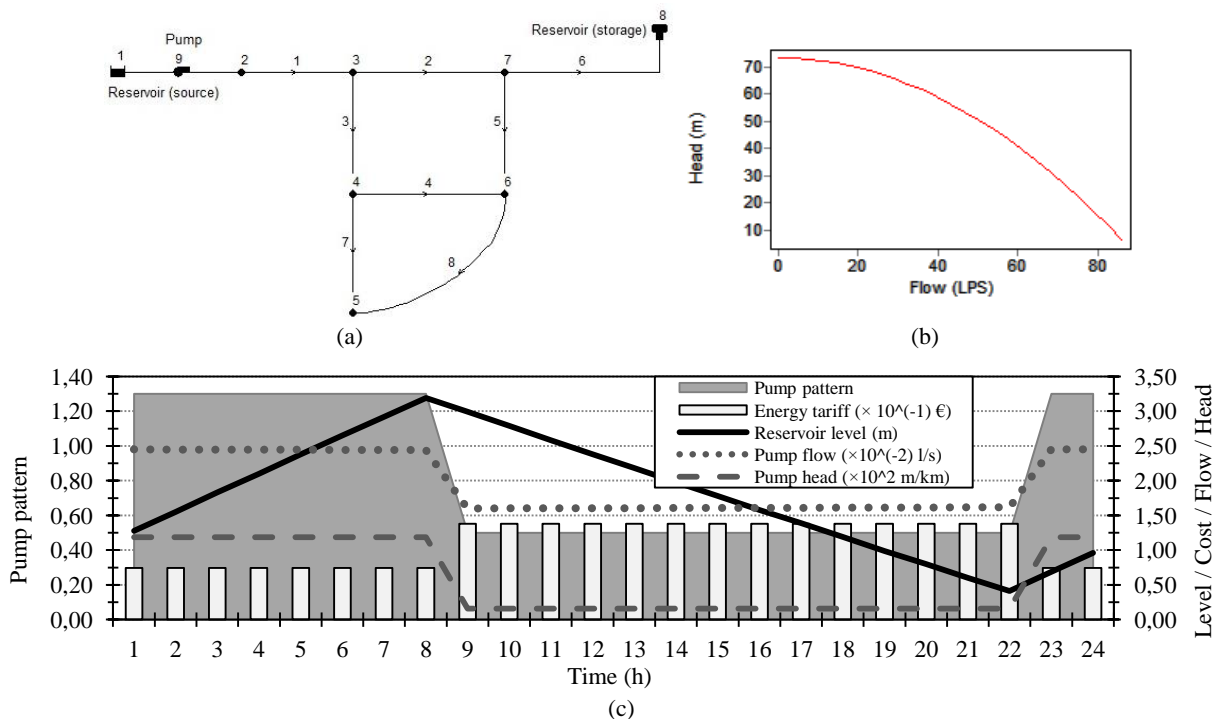 8
Reservoir (storage)
Pump
1
9
2
1
3
2
7
6
Reservoir (source)
3
5
4
4
6
7
8
5
(a)
70
60
50
40
30
20
10
Head (m)
0 20 40 60 80
Flow (LPS)
(b)
1,40 3,50
1,20 3,00
1,00 2,50
0,80 2,00
0,60 1,50
0,40 1,00
0,20 0,50
0,00 0,00
Pump pattern
Level / Cost / Flow / Head
Pump pattern
Energy tariff (× 10^(-1) €)
Reservoir level (m)
Pump flow (×10^(-2) l/s)
Pump head (×10^2 m/km)
1 2 3 4 5 6 7 8 9 10 11 12 13 14 15 16 17 18 19 20 21 22 23 24
Time (h)
(c)